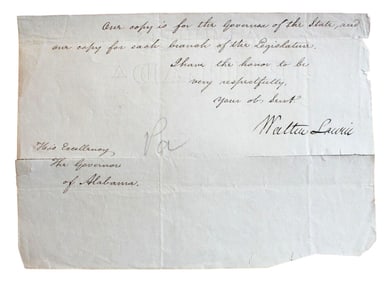 One copy is for the Governor of the State, and
one copy for each branch of the Legislature.
I have the honor to be
very respectfully,
Your ob. Servt
Walter Lowrie
His Excellency,
The Governor
of Alabama.